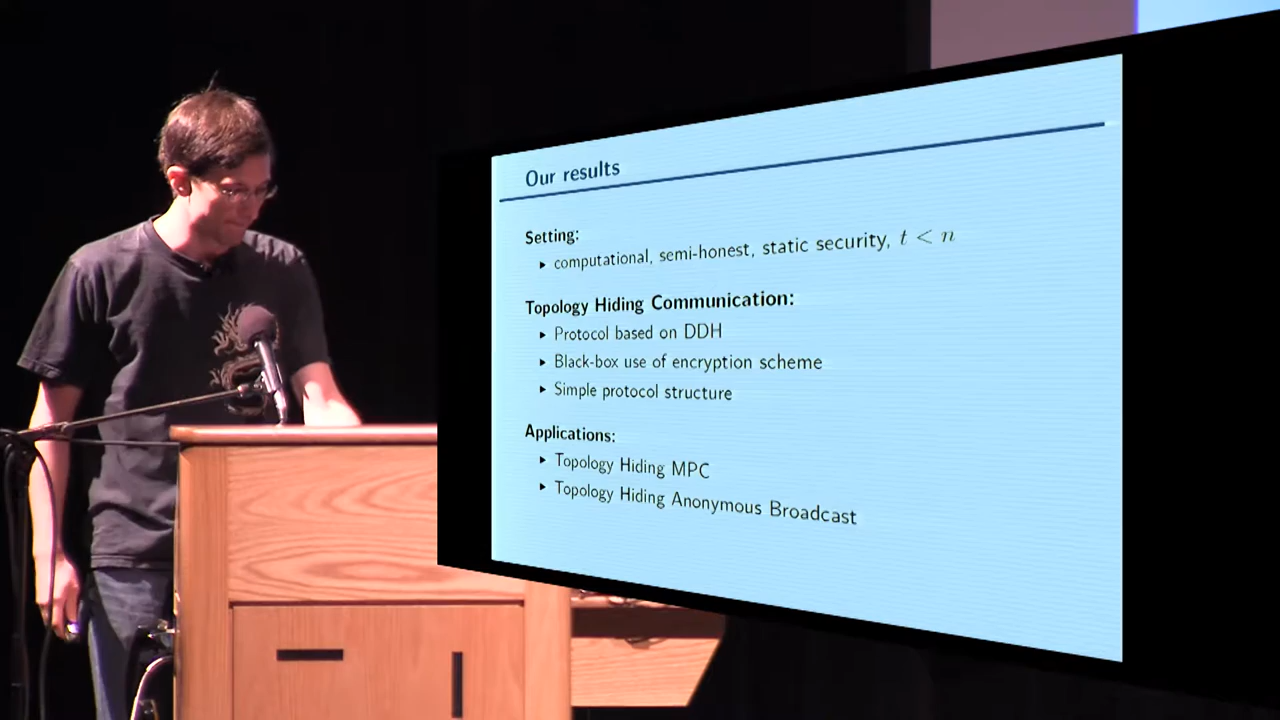 Our results
Setting:
▸ computational, semi-honest, static security, t < n
Topology Hiding Communication:
▸ Protocol based on DDH
▸ Black-box use of encryption scheme
▸ Simple protocol structure
Applications:
▸ Topology Hiding MPC
▸ Topology Hiding Anonymous Broadcast